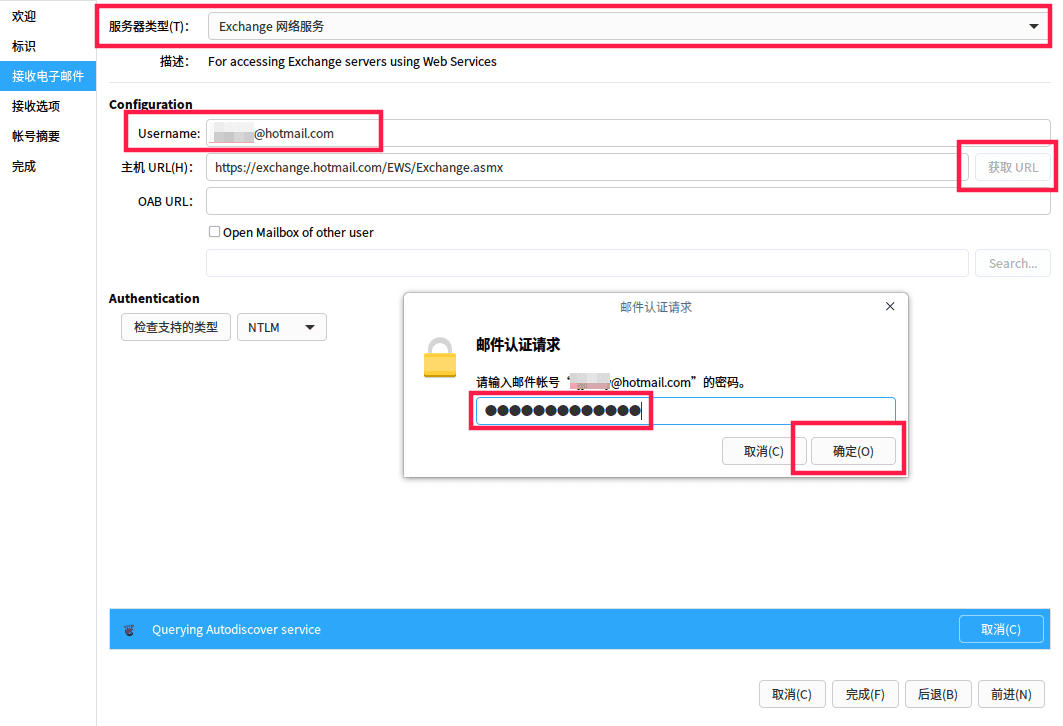 欢迎
标识
接收电子邮件
接收选项
帐号摘要
完成
服务器类型(T)： Exchange 网络服务
描述： For accessing Exchange servers using Web Services
Configuration
Username: @hotmail.com
主机 URL(H)： https://exchange.hotmail.com/EWS/Exchange.asmx 获取 URL
OAB URL：
Open Mailbox of other user
Search...
Authentication
检查支持的类型 NTLM
邮件认证请求
邮件认证请求
请输入邮件帐号“@hotmail.com”的密码。
取消(C) 确定(O)
Querying Autodiscover service 取消(C)
取消(C) 完成(F) 后退(B) 前进(N)